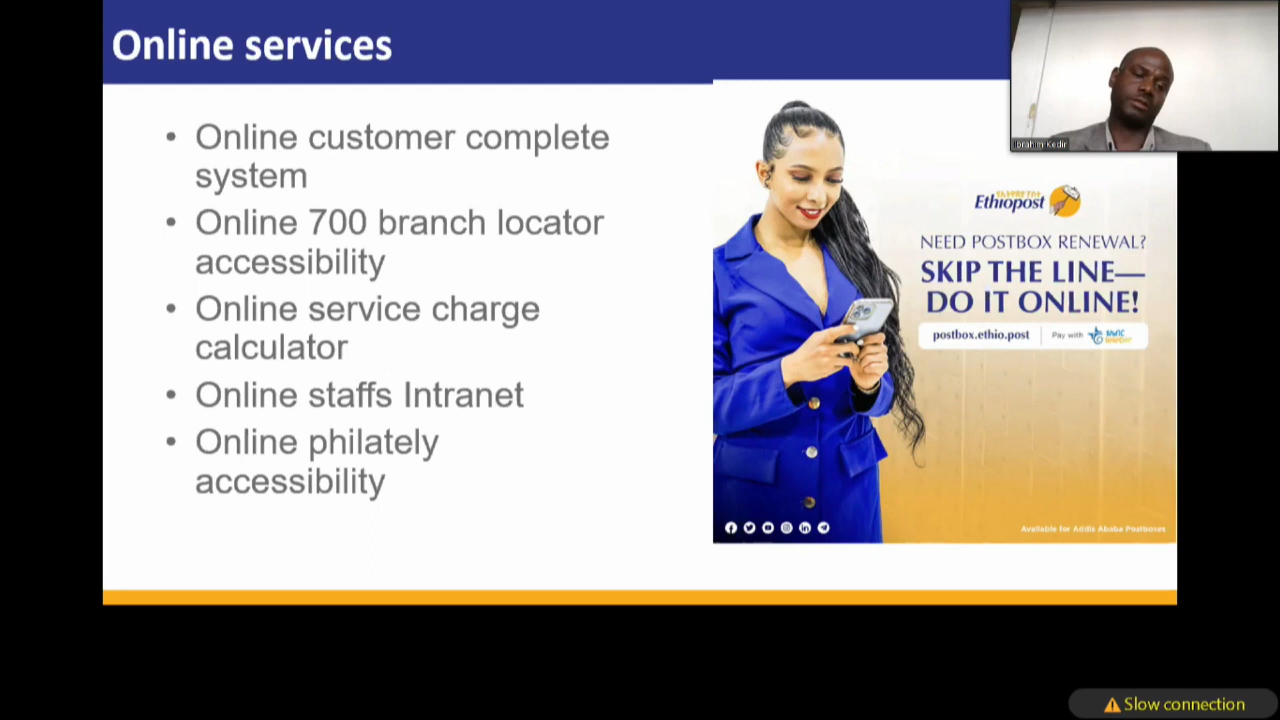 Online services
• Online customer complete
system
• Online 700 branch locator
accessibility
• Online service charge
calculator
• Online staffs Intranet
• Online philately
accessibility
Ethiopost
NEED POSTBOX RENEWAL?
SKIP THE LINE—
DO IT ONLINE!
postbox.ethio.post
Pay with
Available for Addis Ababa Postboxes
Ibrahim Kedir
Slow connection